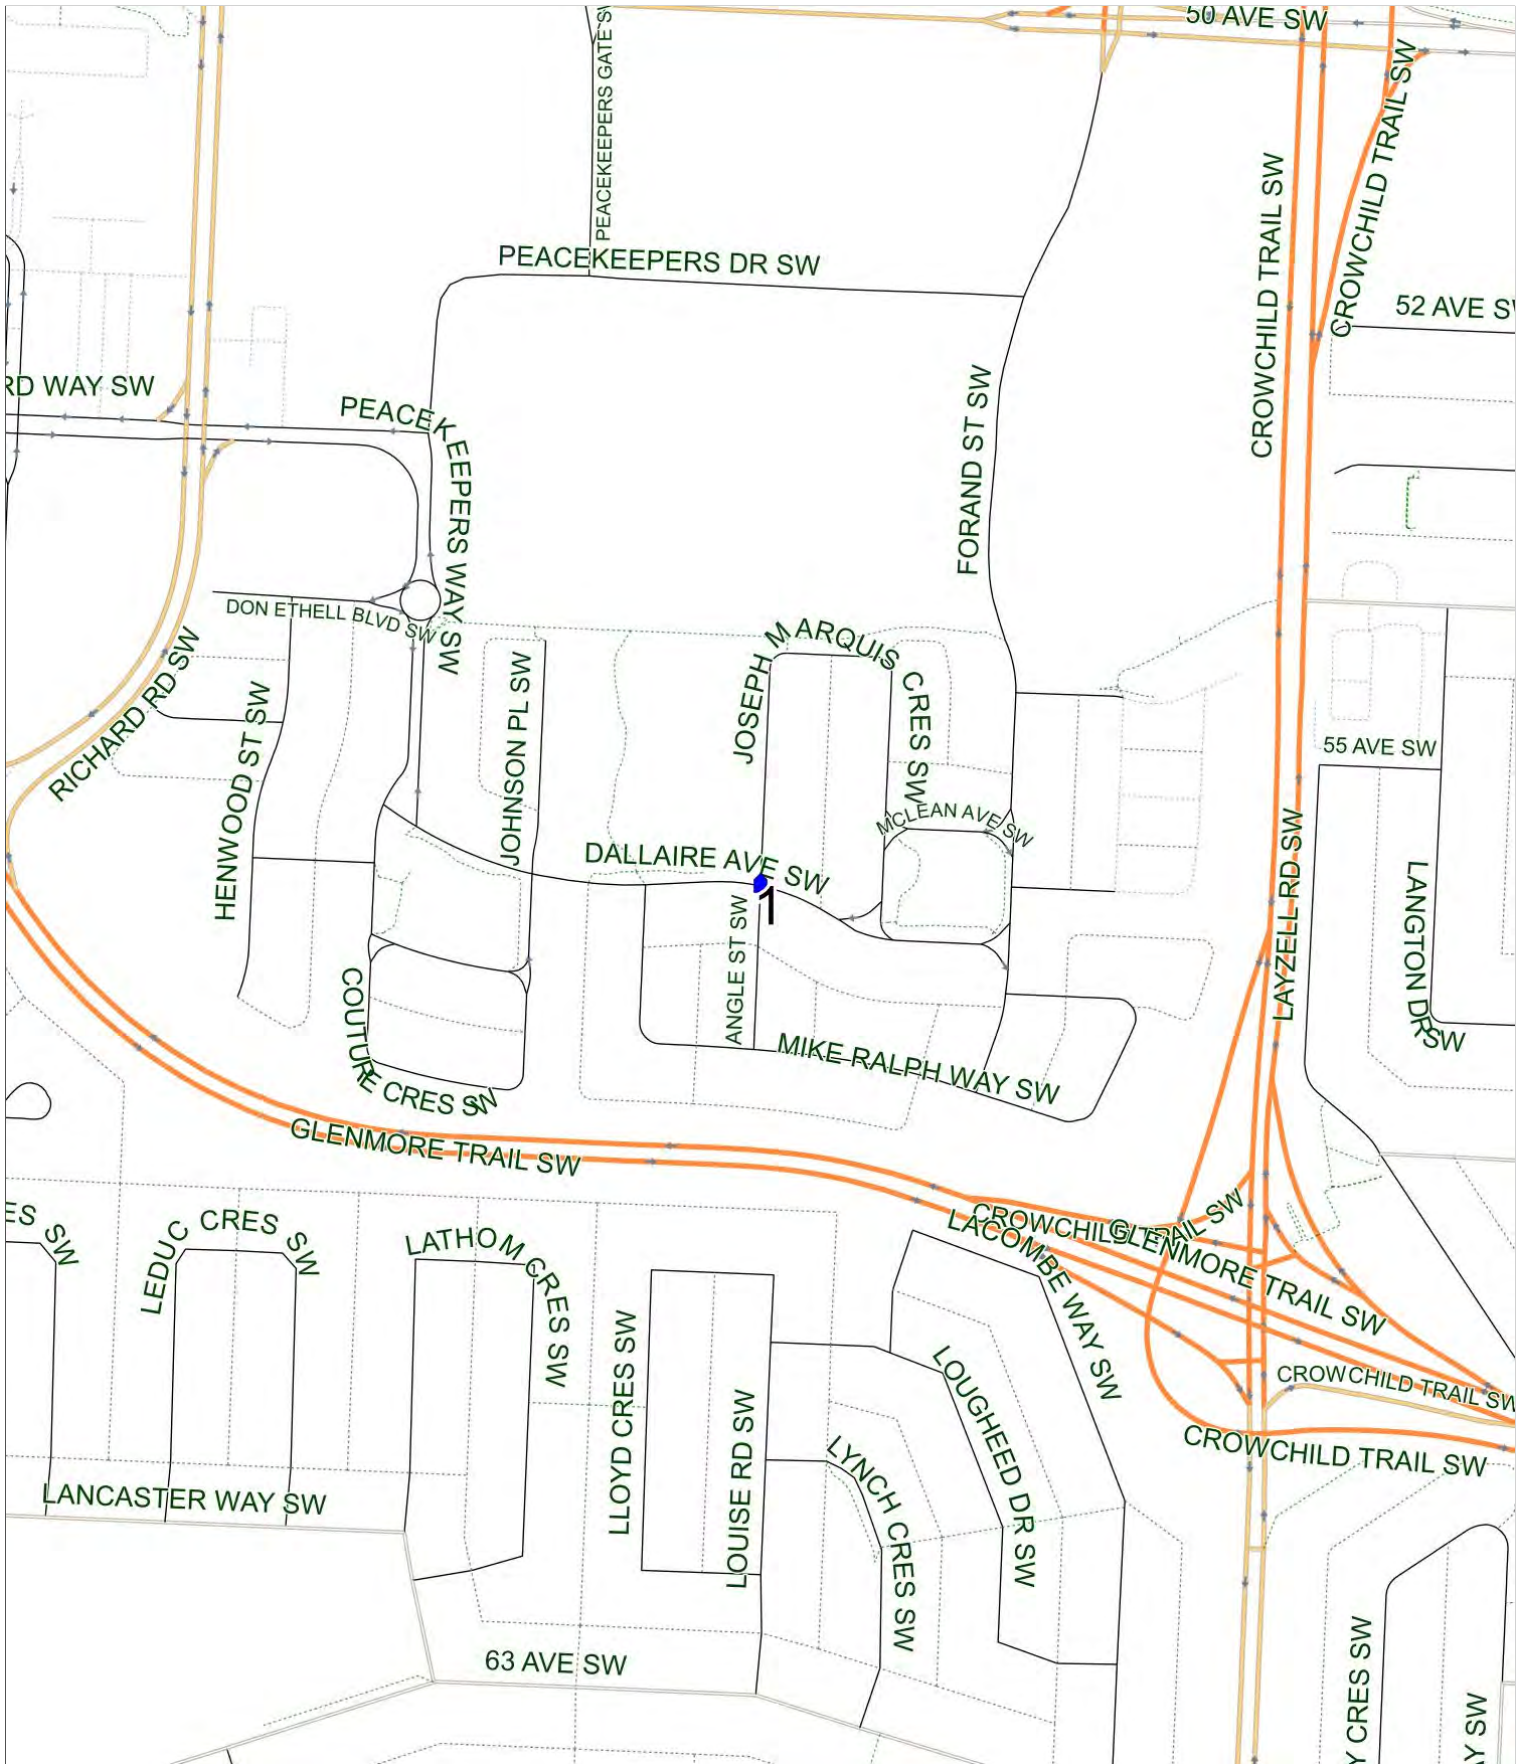 50 AVE SW
PEACEKEEPERS GATE S
CROWCHILD TRAIL SW
CROWCHILD TRAIL SW
PEACEKEEPERS DR SW
52 AVE SW
RD WAY SW
PEACEKEEPERS WAY SW
FORAND ST SW
DON ETHELL BLVD SW
RICHARD RD SW
HENWOOD ST SW
JOHNSON PL SW
JOSEPH MARQUIS CRES SW
MCLEAN AVE SW
55 AVE SW
DALLAIRE AVE SW
1
ANGLE ST SW
LAYZELL RD SW
LANGTON DR SW
COUTURE CRES SW
MIKE RALPH WAY SW
GLENMORE TRAIL SW
CROWCHILD TRAIL SW
GLENMORE TRAIL SW
LACOMBE WAY SW
ES SW
LEDUC CRES SW
LATHOM CRES SW
LLOYD CRES SW
LOUISE RD SW
LOUGHEED DR SW
CROWCHILD TRAIL SW
CROWCHILD TRAIL SW
LYNCH CRES SW
LANCASTER WAY SW
63 AVE SW
Y CRES SW
AY SW